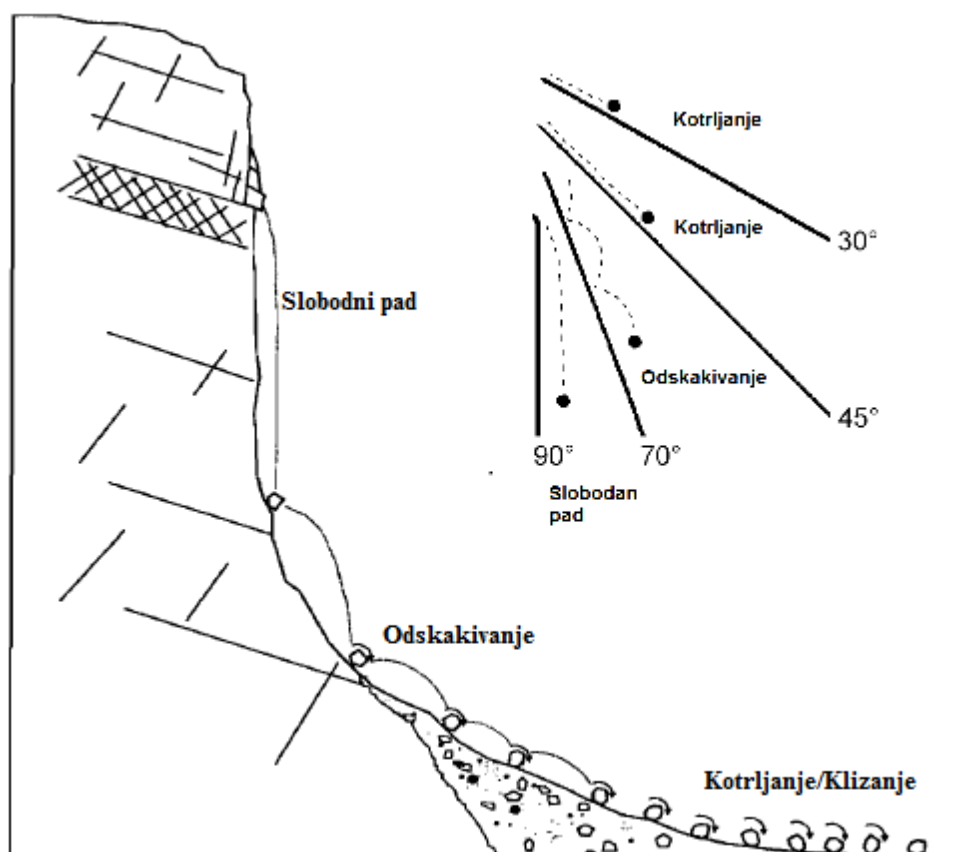 Kotrljanje
Kotrljanje
30°
Slobodni pad
Odskakivanje
45°
90°
70°
Slobodan
pad
Odskakivanje
Kotrljanje/Klizanje